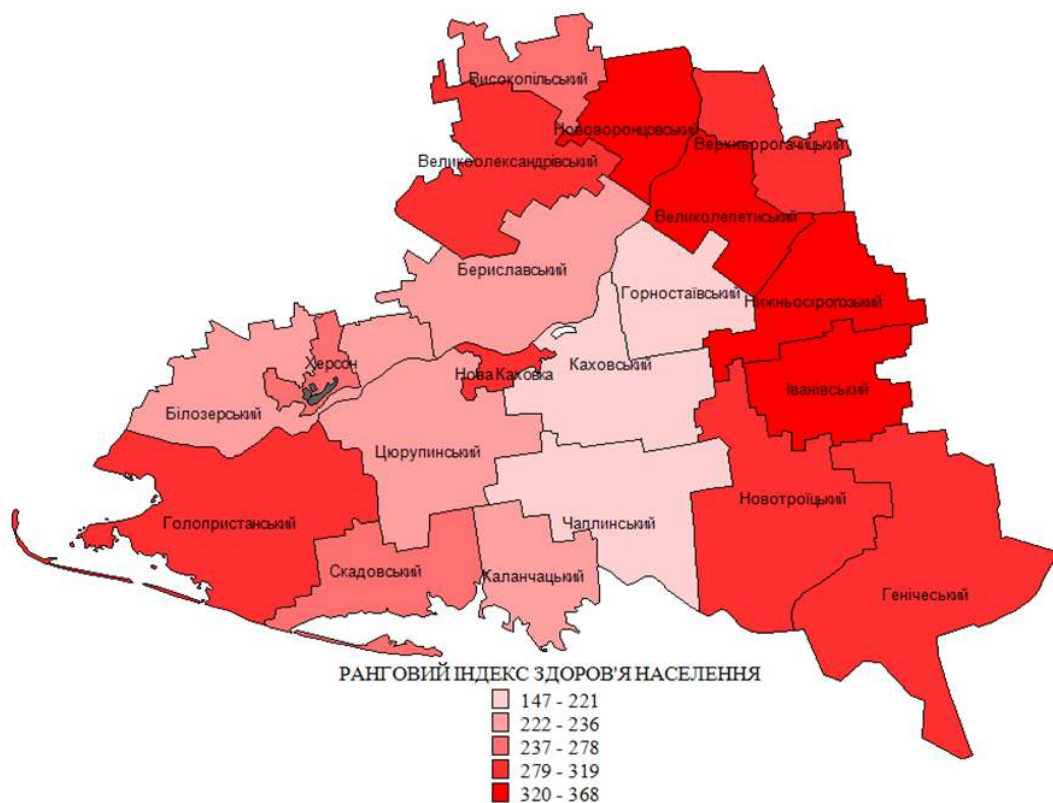 Високопільський
Нововоронцовський
Верхньорогачицький
Великоолександрівський
Великолепетиський
Бериславський
Горностаївський
Нижньосірогозький
Херсон
Нова Каховка
Каховський
Іванівський
Білозерський
Цюрупинський
Новотроїцький
Голопристанський
Чаплинський
Скадовський
Каланчацький
Генічеський
РАНГОВИЙ ІНДЕКС ЗДОРОВ'Я НАСЕЛЕННЯ
147 - 221
222 - 236
237 - 278
279 - 319
320 - 368